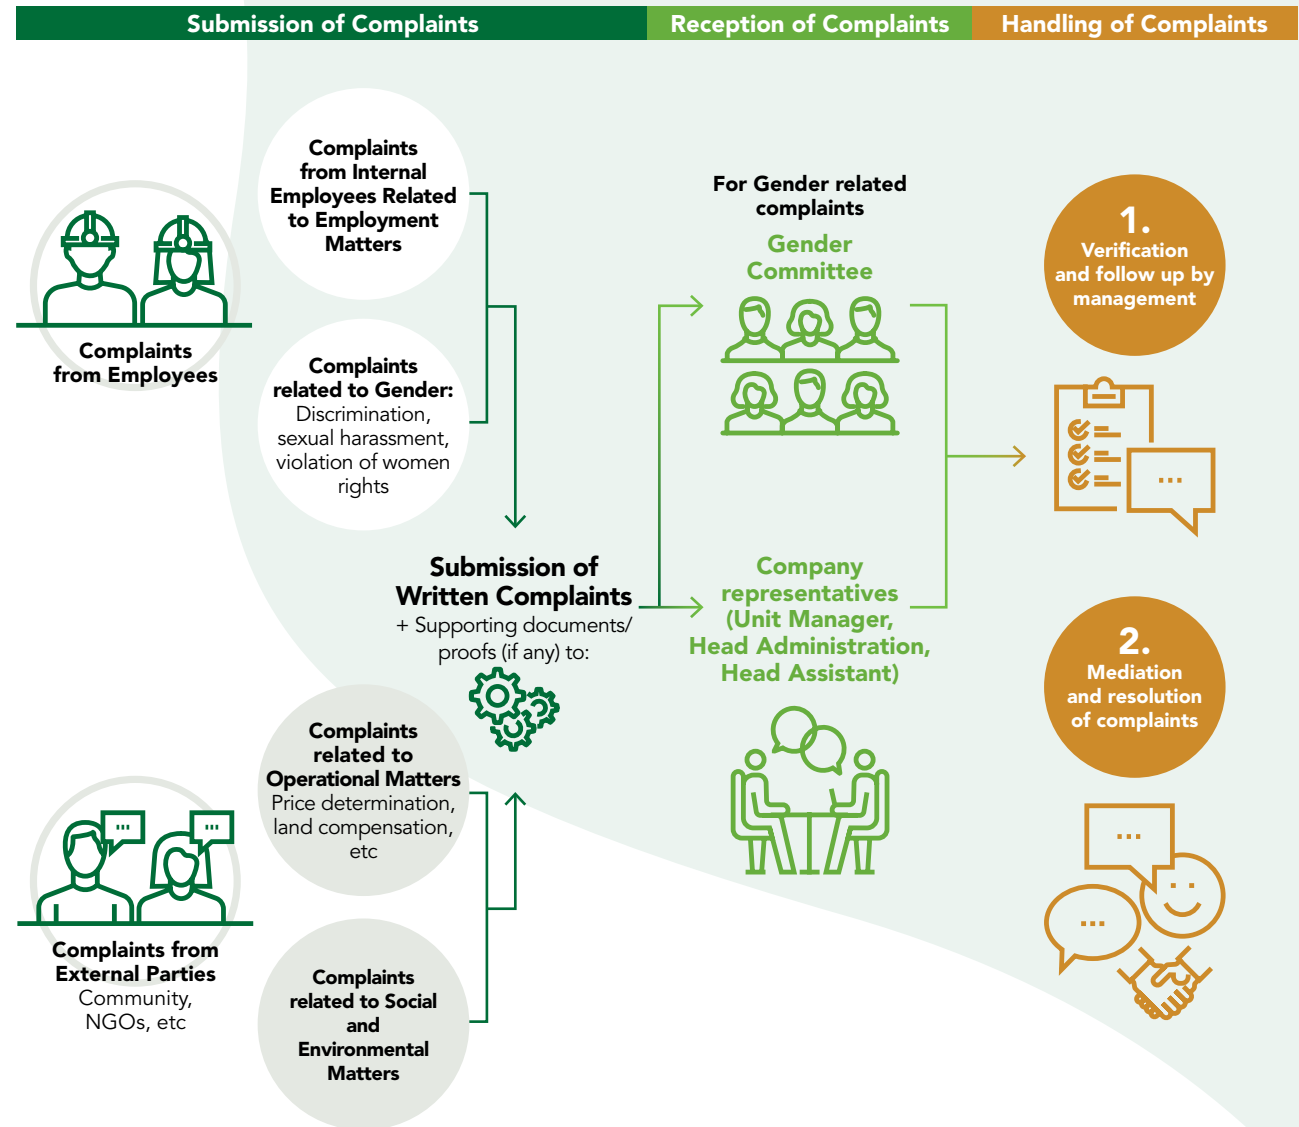 Submission of Complaints
Reception of Complaints
Handling of Complaints
Complaints
from Employees
Complaints
from Internal
Employees Related
to Employment
Matters
Complaints
related to Gender:
Discrimination,
sexual harassment,
violation of women
rights
Submission of
Written Complaints
+ Supporting documents/
proofs (if any) to:
Complaints from
External Parties
Community,
NGOs, etc
Complaints
related to
Operational Matters
Price determination,
land compensation,
etc
Complaints
related to Social
and
Environmental
Matters
For Gender related
complaints
Gender
Committee
Company
representatives
(Unit Manager,
Head Administration,
Head Assistant)
1.
Verification
and follow up by
management
2.
Mediation
and resolution
of complaints